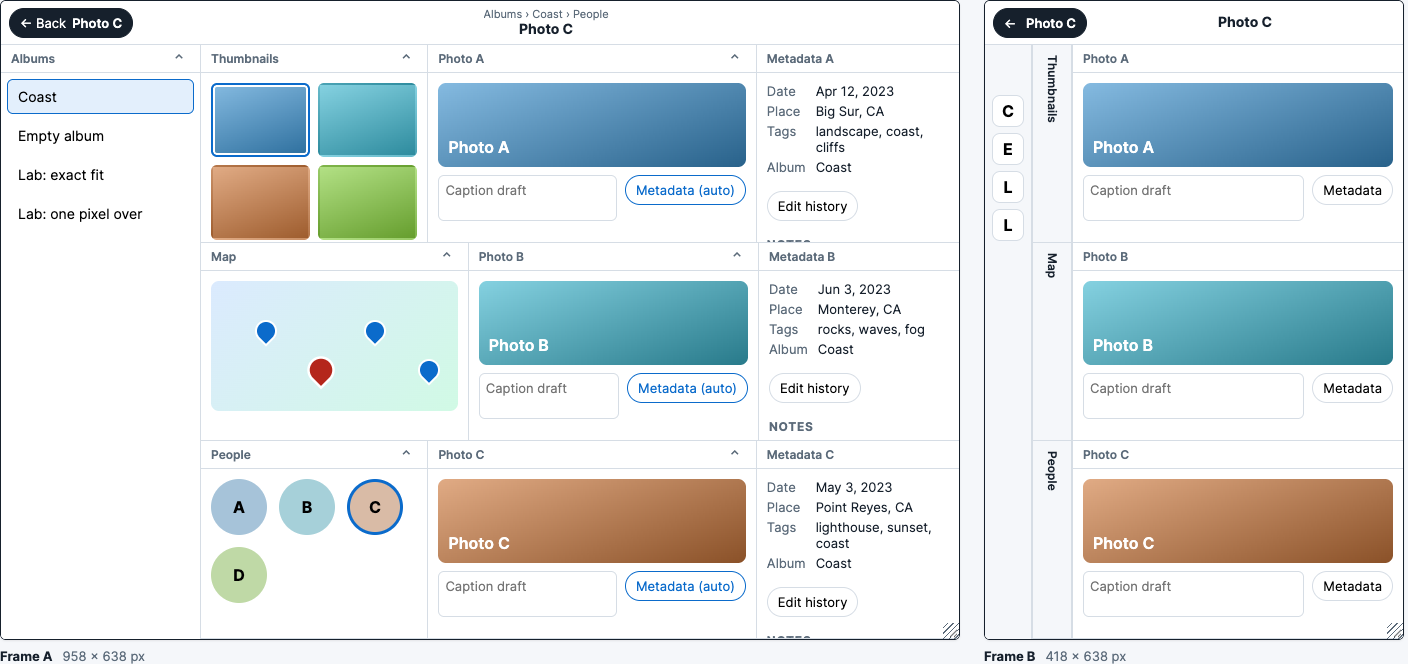 ← Back Photo C
Albums › Coast › People
Photo C
Albums
Coast
Empty album
Lab: exact fit
Lab: one pixel over
Thumbnails
Photo A
Photo A
Caption draft
Metadata (auto)
Metadata A
Date Apr 12, 2023
Place Big Sur, CA
Tags landscape, coast,
cliffs
Album Coast
Edit history
Map
Photo B
Photo B
Caption draft
Metadata (auto)
Metadata B
Date Jun 3, 2023
Place Monterey, CA
Tags rocks, waves, fog
Album Coast
Edit history
NOTES
People
A
B
C
D
Photo C
Photo C
Caption draft
Metadata (auto)
Metadata C
Date May 3, 2023
Place Point Reyes, CA
Tags lighthouse, sunset,
coast
Album Coast
Edit history
Frame A 958 × 638 px
← Photo C
Photo C
C
E
L
L
Thumbnails
Photo A
Photo A
Caption draft
Metadata
Map
Photo B
Photo B
Caption draft
Metadata
People
Photo C
Photo C
Caption draft
Metadata
Frame B 418 × 638 px